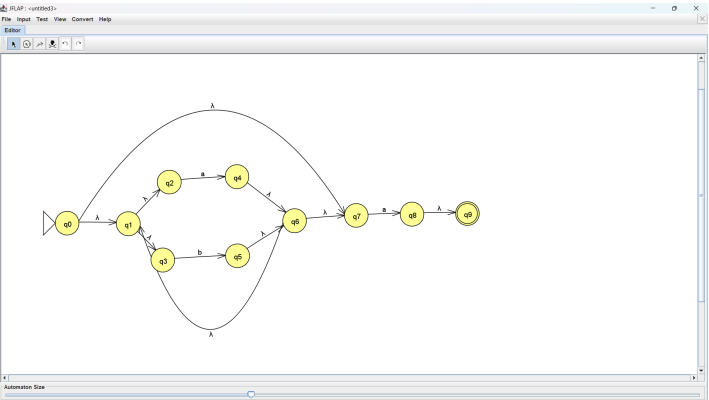 JFLAP : <untitled3>
File Input Test View Convert Help
Editor
λ
q2 a q4
λ λ
q0 λ q1 q6 λ q7 a q8 λ q9
λ λ
q3 b q5
λ
Automaton Size